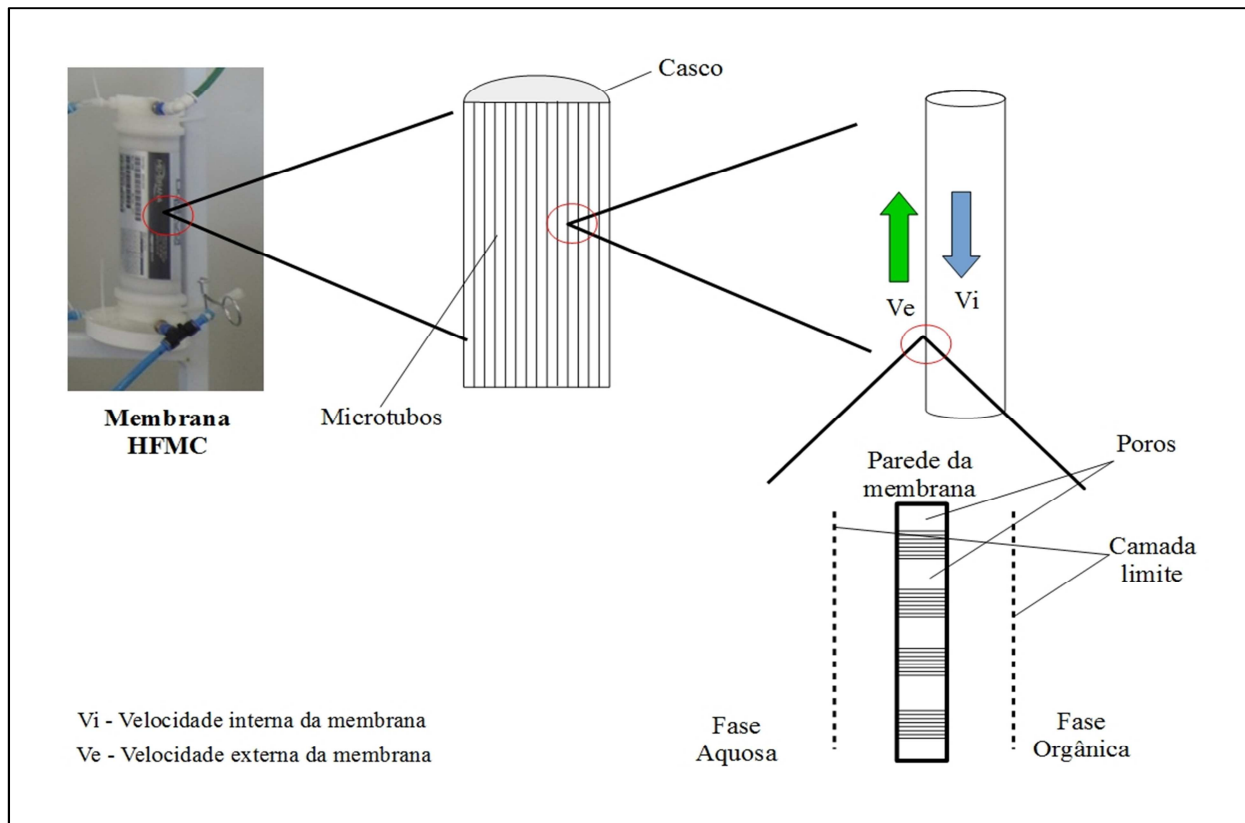 Casco
Ve
Vi
Microtubos
Membrana
HFMC
Poros
Parede da
membrana
Camada
limite
Vi - Velocidade interna da membrana
Ve - Velocidade externa da membrana
Fase
Aquosa
Fase
Orgânica